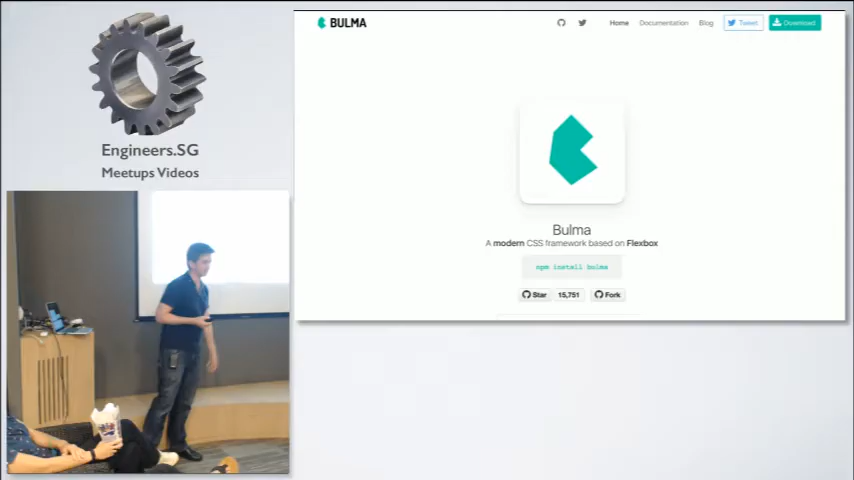 Engineers.SG
Meetups Videos
BULMA
Home
Documentation
Blog
Tweet
Download
Bulma
A modern CSS framework based on Flexbox
npm install bulma
Star
15,751
Fork